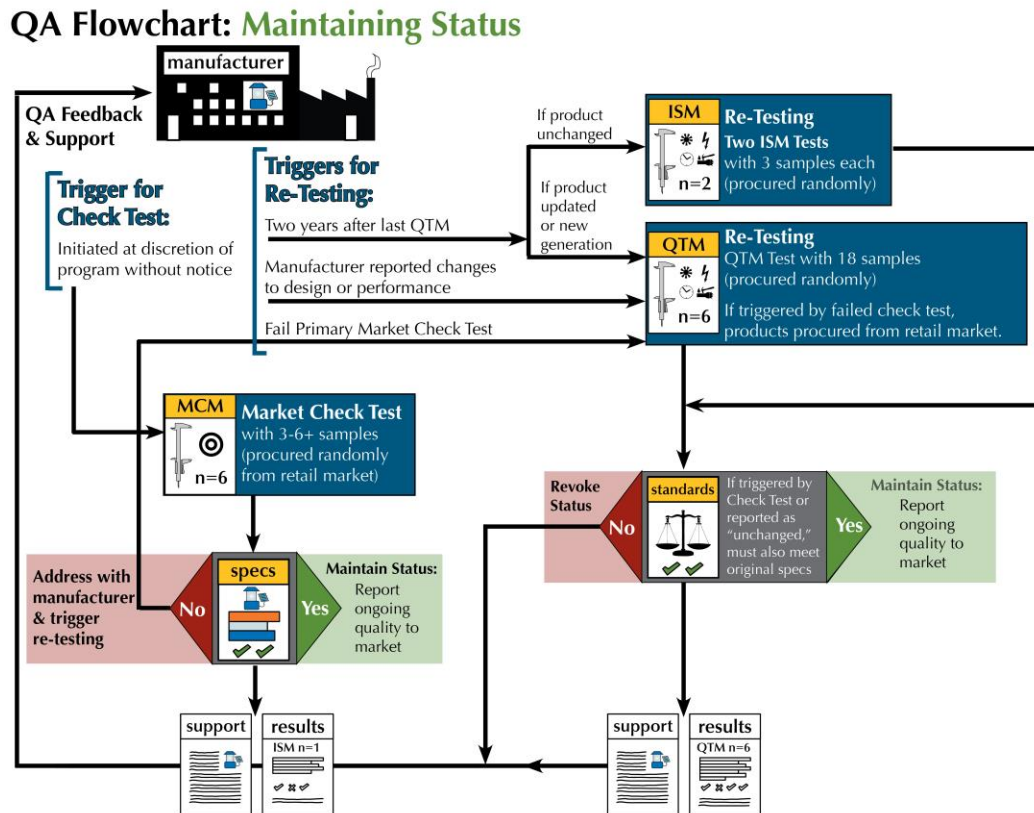 QA Flowchart: Maintaining Status
manufacturer
QA Feedback
& Support
Trigger for
Check Test:
Initiated at discretion of
program without notice
Triggers for
Re-Testing:
Two years after last QTM
Manufacturer reported changes
to design or performance
Fail Primary Market Check Test
If product
unchanged
If product
updated
or new
generation
ISM
n=2
Re-Testing
Two ISM Tests
with 3 samples each
(procured randomly)
QTM
n=6
Re-Testing
QTM Test with 18 samples
(procured randomly)
If triggered by failed check test,
products procured from retail market.
MCM
n=6
Market Check Test
with 3-6+ samples
(procured randomly
from retail market)
Address with
manufacturer
& trigger
re-testing
No
specs
Yes
Maintain Status:
Report
ongoing
quality to
market
Revoke
Status
No
standards
If triggered by
Check Test or
reported as
“unchanged,”
must also meet
original specs
Yes
Maintain Status:
Report
ongoing
quality to
market
support
results
ISM n=1
support
results
QTM n=6